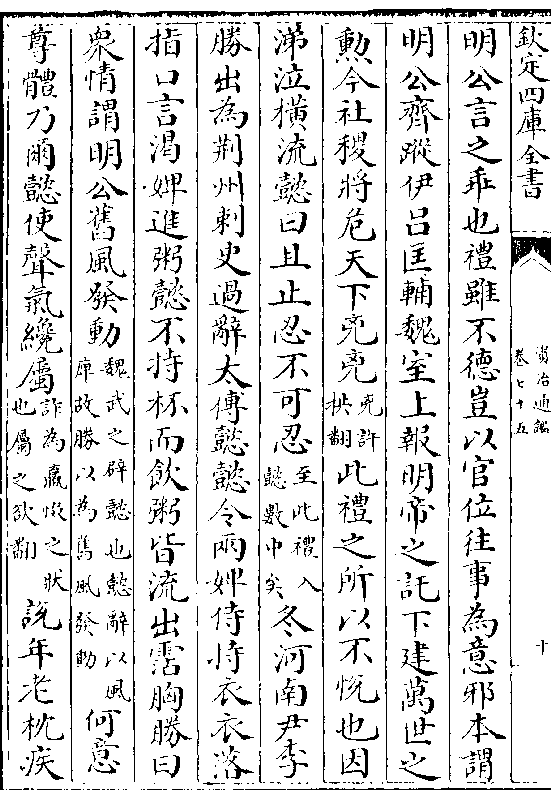 欽定四庫全書
資治通鑑
卷七十五
十
明公言之乖也禮雖不德豈以官位往事為意邪本謂
明公齊蹤伊吕匡輔魏室上報明帝之託下建萬世之
勲今社稷將危天下兇兇兇許拱翻此禮之所以不悅也因
涕泣橫流懿曰且止忍不可忍至此禮入懿數中矣冬河南尹李
勝出為荆州刺史過辭太傅懿懿令兩婢侍持衣衣落
指口言渴婢進粥懿不持杯而飲粥皆流出霑胸勝曰
衆情謂明公舊風發動魏武之辟懿也懿辭以風庳故勝以為舊風發動何意
尊體乃爾懿使聲氣纔屬詐為羸惙之狀也屬之欲翻說年老枕疾